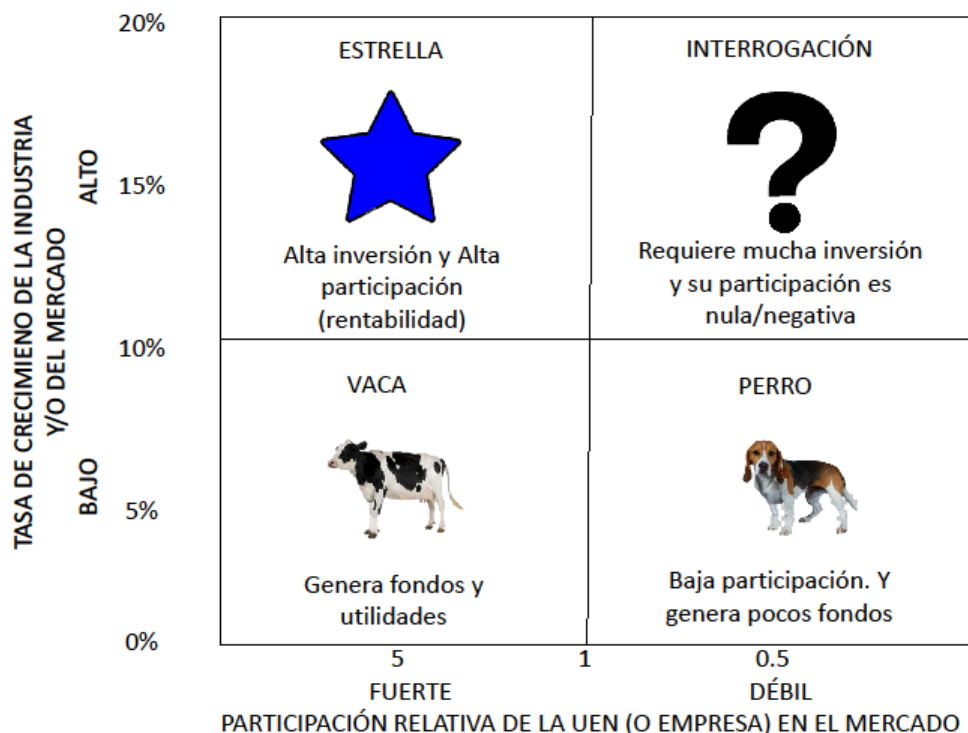 20%
ESTRELLA
INTERROGACIÓN
?
TASA DE CRECIMIENO DE LA INDUSTRIA
Y/O DEL MERCADO
ALTO
15%
Alta inversión y Alta
participación
(rentabilidad)
Requiere mucha inversión
y su participación es
nula/negativa
10%
VACA
PERRO
BAJO
5%
Genera fondos y
utilidades
Baja participación. Y
genera pocos fondos
0%
5
1
0.5
FUERTE
DÉBIL
PARTICIPACIÓN RELATIVA DE LA UEN (O EMPRESA) EN EL MERCADO